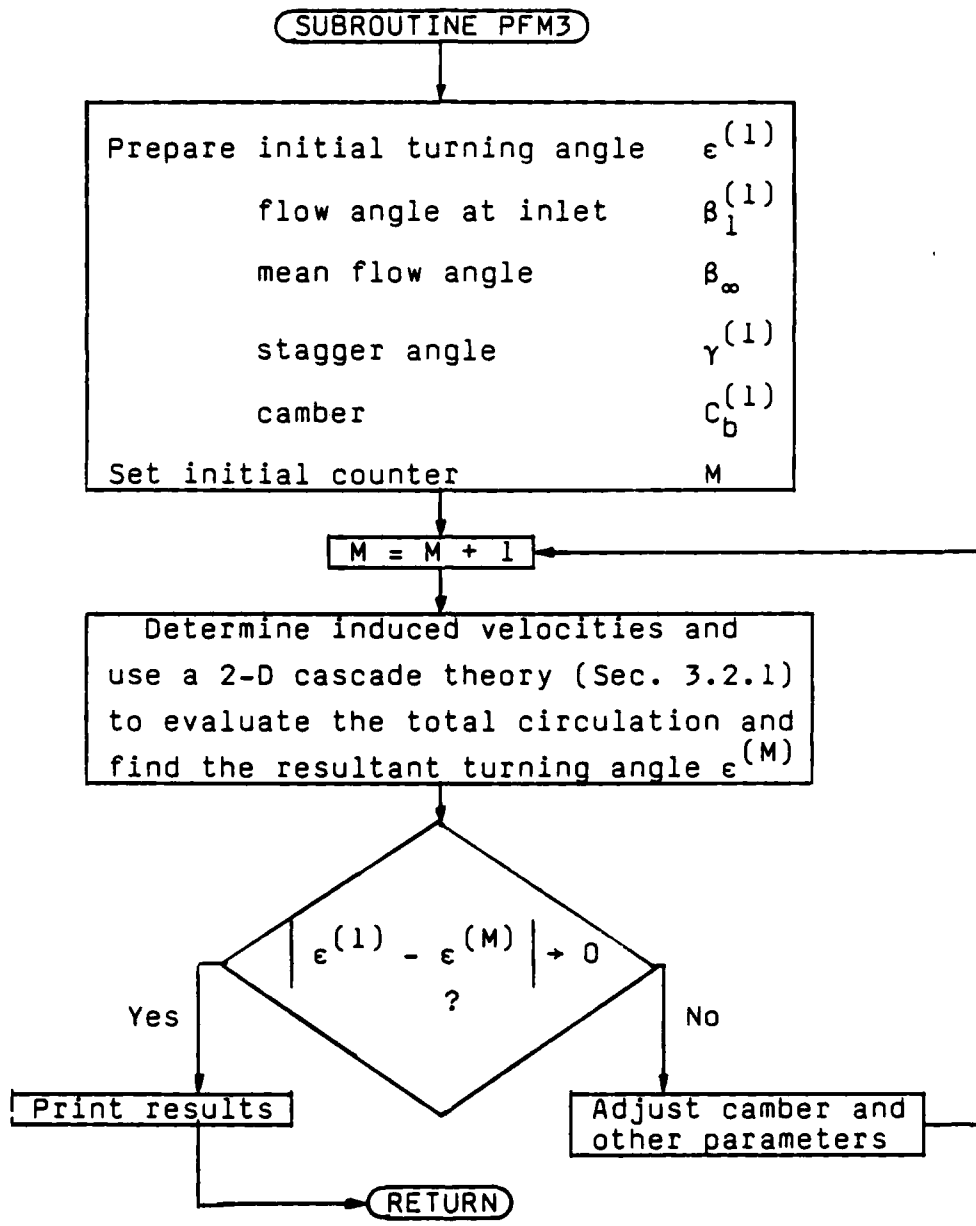 SUBROUTINE PFM3
Prepare initial turning angle ε^(1)
flow angle at inlet β_1^(1)
mean flow angle β_∞
stagger angle γ^(1)
camber C_b^(1)
Set initial counter M
M = M + 1
Determine induced velocities and
use a 2-D cascade theory (Sec. 3.2.1)
to evaluate the total circulation and
find the resultant turning angle ε^(M)
| ε^(1) - ε^(M) | → 0
?
Yes
No
Print results
Adjust camber and
other parameters
RETURN